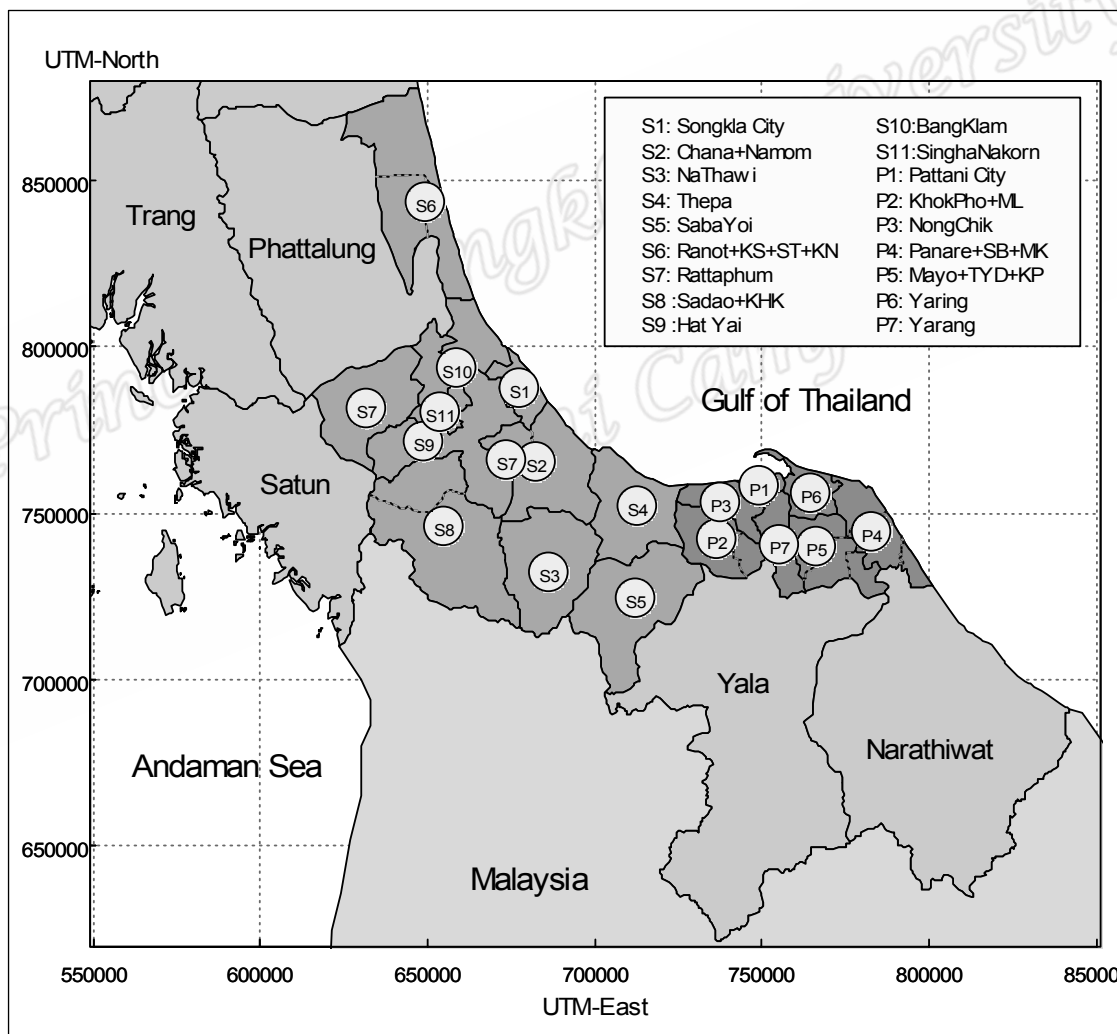 UTM-North
S1: Songkla City
S2: Chana+Namom
S3: NaThawi
S4: Thepa
S5: SabaYoi
S6: Ranot+KS+ST+KN
S7: Rattaphum
S8: Sadao+KHK
S9 :Hat Yai
S10:BangKlam
S11:SinghaNakorn
P1: Pattani City
P2: KhokPho+ML
P3: NongChik
P4: Panare+SB+MK
P5: Mayo+TYD+KP
P6: Yaring
P7: Yarang
850000
Trang
S6
Phattalung
800000
S10
S1
S7
S11
Gulf of Thailand
S9
S7
S2
Satun
P1
P6
S4
P3
750000
S8
P4
P2
P7
P5
S3
S5
700000
Yala
Narathiwat
Andaman Sea
650000
Malaysia
550000
600000
650000
700000
750000
800000
850000
UTM-East